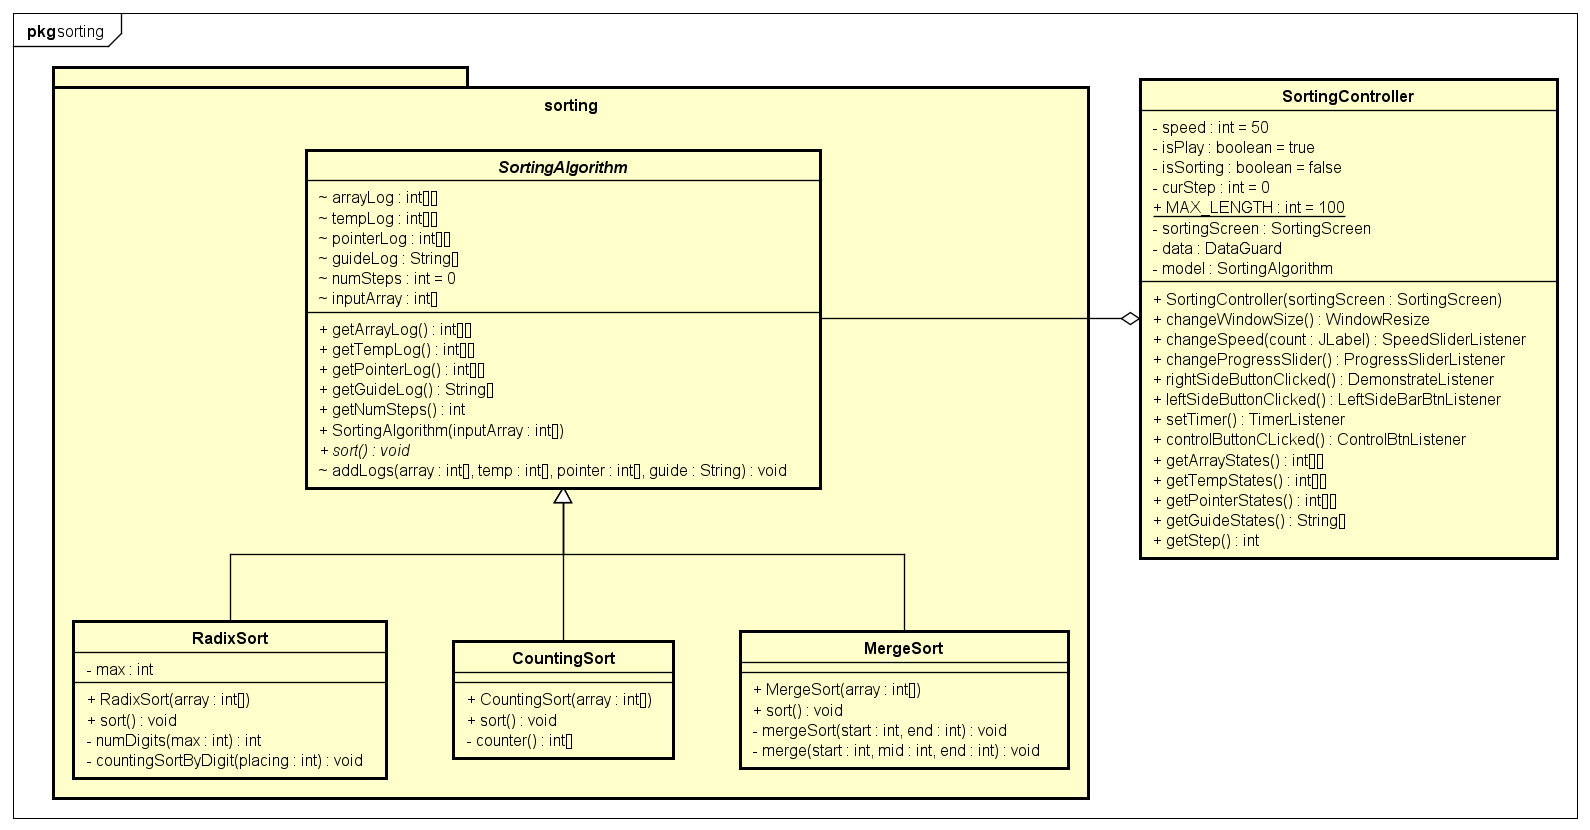 pkg sorting
sorting
SortingAlgorithm
~ arrayLog : int[][]
~ tempLog : int[][]
~ pointerLog : int[][]
~ guideLog : String[]
~ numSteps : int = 0
~ inputArray : int[]
+ getArrayLog() : int[][]
+ getTempLog() : int[][]
+ getPointerLog() : int[][]
+ getGuideLog() : String[]
+ getNumSteps() : int
+ SortingAlgorithm(inputArray : int[])
+ sort() : void
~ addLogs(array : int[], temp : int[], pointer : int[], guide : String) : void
SortingController
- speed : int = 50
- isPlay : boolean = true
- isSorting : boolean = false
- curStep : int = 0
+ MAX_LENGTH : int = 100
- sortingScreen : SortingScreen
- data : DataGuard
- model : SortingAlgorithm
+ SortingController(sortingScreen : SortingScreen)
+ changeWindowSize() : WindowResize
+ changeSpeed(count : JLabel) : SpeedSliderListener
+ changeProgressSlider() : ProgressSliderListener
+ rightSideButtonClicked() : DemonstrateListener
+ leftSideButtonClicked() : LeftSideBarBtnListener
+ setTimer() : TimerListener
+ controlButtonCLicked() : ControlBtnListener
+ getArrayStates() : int[][]
+ getTempStates() : int[][]
+ getPointerStates() : int[][]
+ getGuideStates() : String[]
+ getStep() : int
RadixSort
- max : int
+ RadixSort(array : int[])
+ sort() : void
- numDigits(max : int) : int
- countingSortByDigit(placing : int) : void
CountingSort
+ CountingSort(array : int[])
+ sort() : void
- counter() : int[]
MergeSort
+ MergeSort(array : int[])
+ sort() : void
- mergeSort(start : int, end : int) : void
- merge(start : int, mid : int, end : int) : void